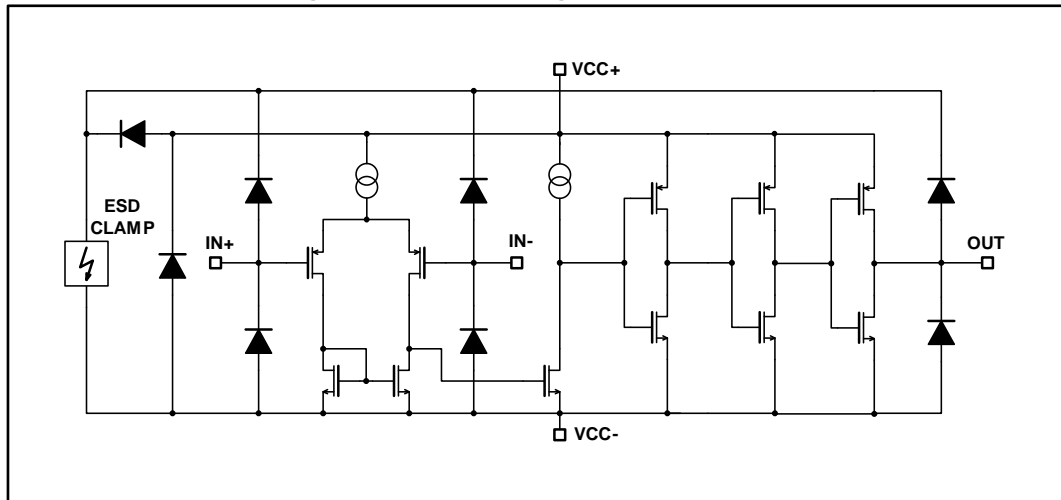 VCC+
ESD
CLAMP
IN+
IN-
OUT
VCC-